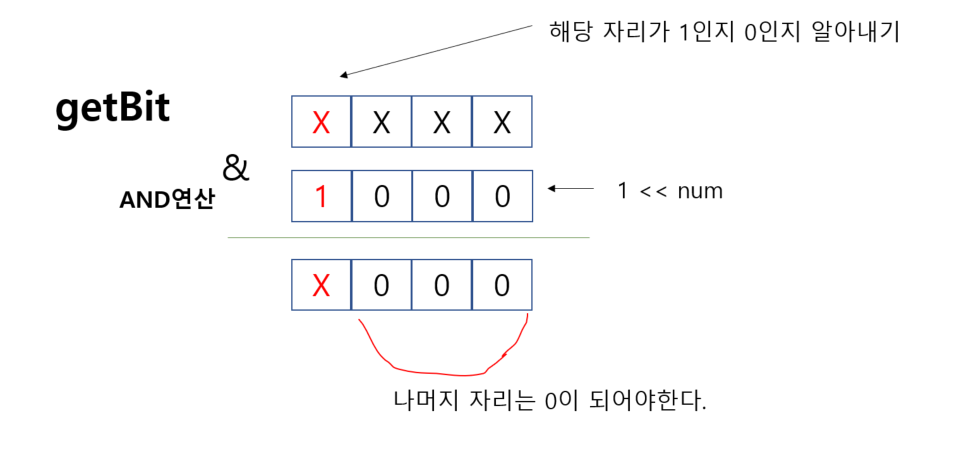 해당 자리가 1인지 0인지 알아내기
getBit
X X X X
&
AND연산
1 0 0 0
1 << num
X 0 0 0
나머지 자리는 0이 되어야한다.